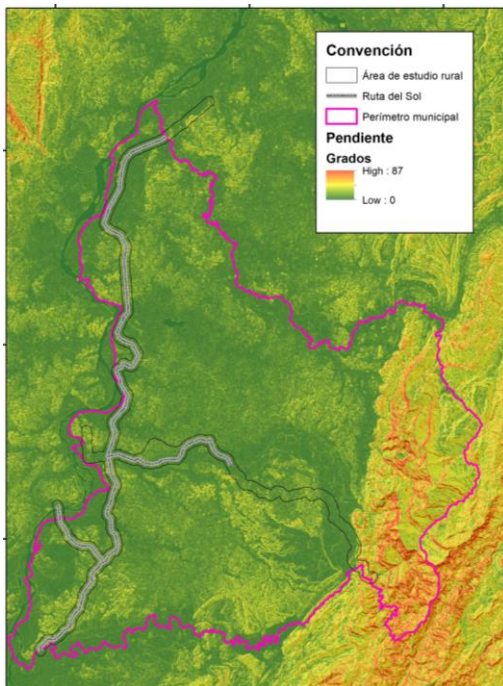 Convención
Área de estudio rural
Ruta del Sol
Perímetro municipal
Pendiente
Grados
High : 87
Low : 0